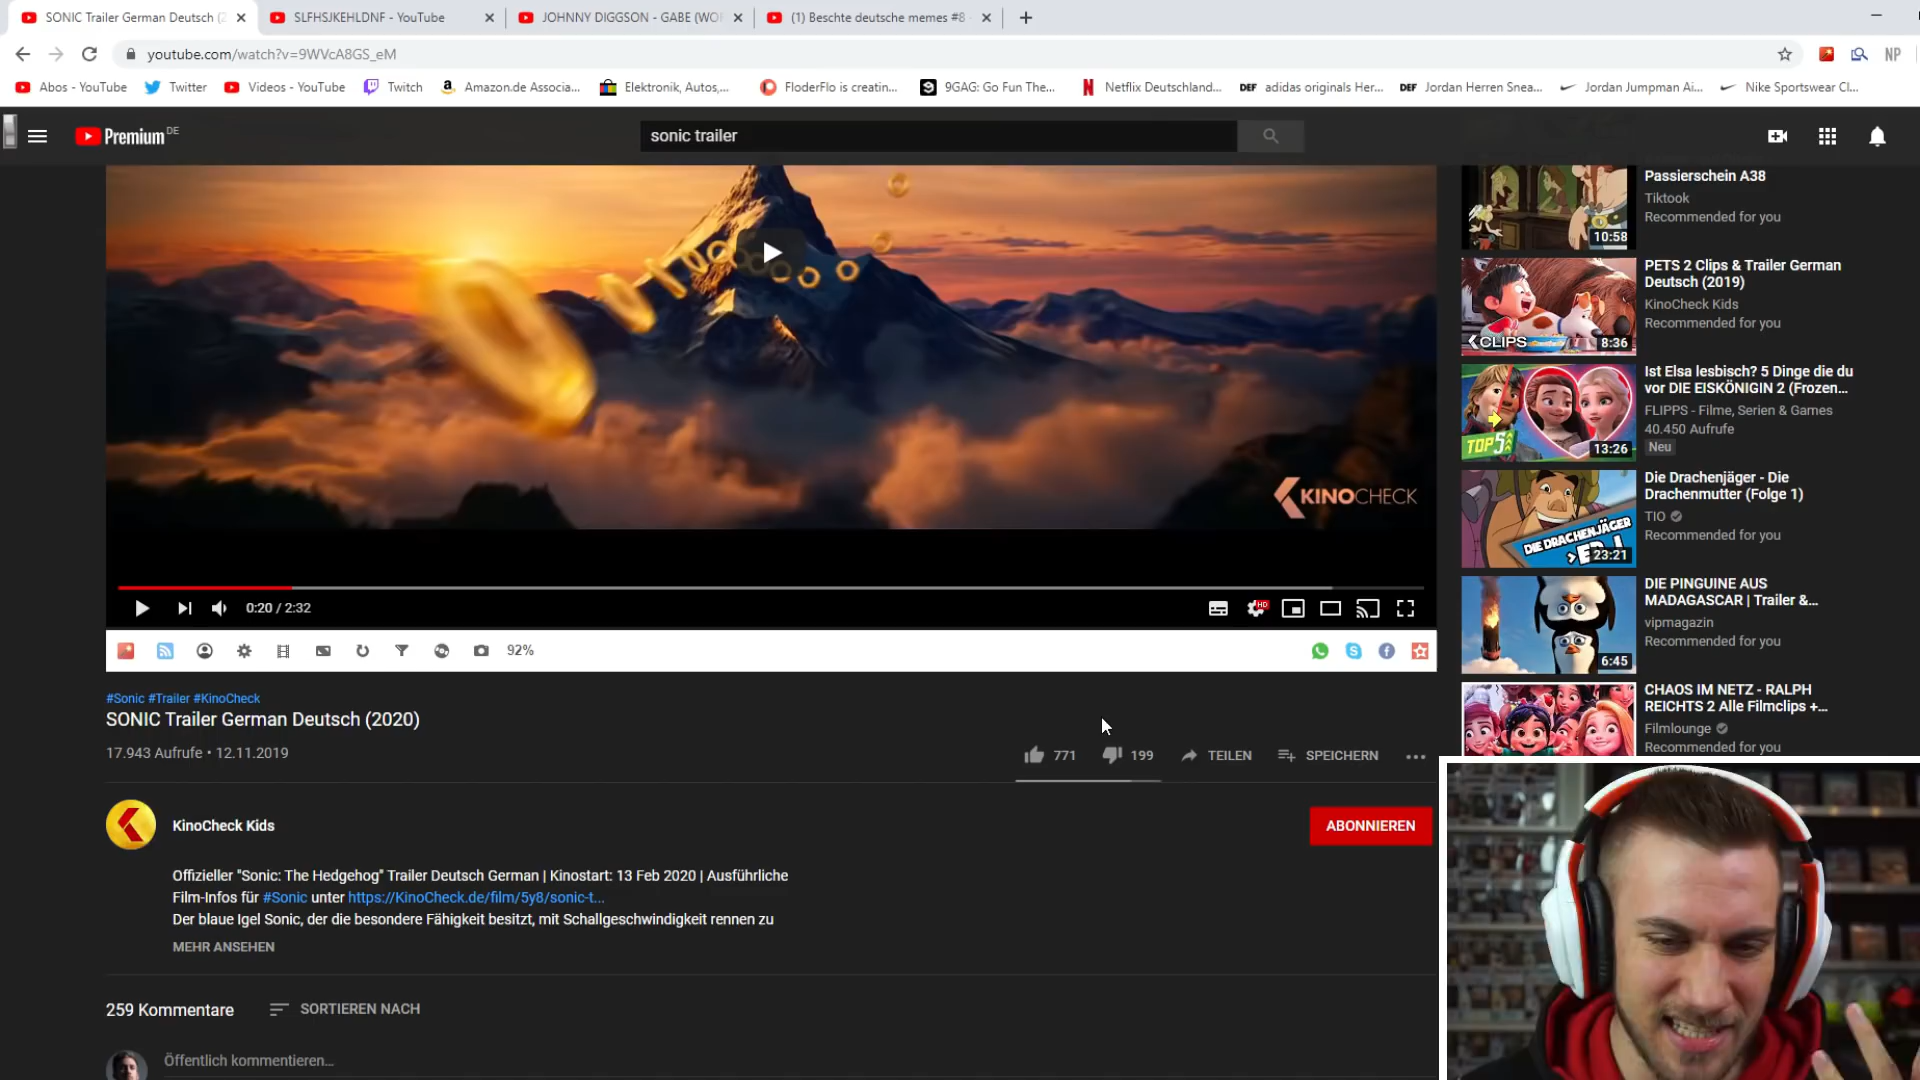 SONIC Trailer German Deutsch (2
SLFHSJKEHLDNF - YouTube
JOHNNY DIGGSON - GABE (WO
(1) Beschte deutsche memes #8
youtube.com/watch?v=9WVcA8GS_eM
NP
Abos - YouTube
Twitter
Videos - YouTube
Twitch
Amazon.de Associa...
Elektronik, Autos,...
FloderFlo is creatin...
9GAG: Go Fun The...
Netflix Deutschland...
DEF adidas originals Her...
DEF Jordan Herren Snea...
Jordan Jumpman Ai...
Nike Sportswear Cl...
Premium DE
sonic trailer
KINOCHECK
0:20 / 2:32
HD
92%
#Sonic #Trailer #KinoCheck
SONIC Trailer German Deutsch (2020)
17.943 Aufrufe • 12.11.2019
771
199
TEILEN
SPEICHERN
KinoCheck Kids
ABONNIEREN
Offizieller "Sonic: The Hedgehog" Trailer Deutsch German | Kinostart: 13 Feb 2020 | Ausführliche
Film-Infos für #Sonic unter https://KinoCheck.de/film/5y8/sonic-t...
Der blaue Igel Sonic, der die besondere Fähigkeit besitzt, mit Schallgeschwindigkeit rennen zu
MEHR ANSEHEN
259 Kommentare
SORTIEREN NACH
Öffentlich kommentieren...
Passierschein A38
Tiktook
Recommended for you
10:58
PETS 2 Clips & Trailer German
Deutsch (2019)
KinoCheck Kids
Recommended for you
CLIPS
8:36
Ist Elsa lesbisch? 5 Dinge die du
vor DIE EISKÖNIGIN 2 (Frozen...
FLIPPS - Filme, Serien & Games
40.450 Aufrufe
Neu
TOP5
13:26
Die Drachenjäger - Die
Drachenmutter (Folge 1)
TIO
Recommended for you
DIE DRACHENJÄGER
23:21
DIE PINGUINE AUS
MADAGASCAR | Trailer &...
vipmagazin
Recommended for you
6:45
CHAOS IM NETZ - RALPH
REICHTS 2 Alle Filmclips +...
Filmlounge
Recommended for you